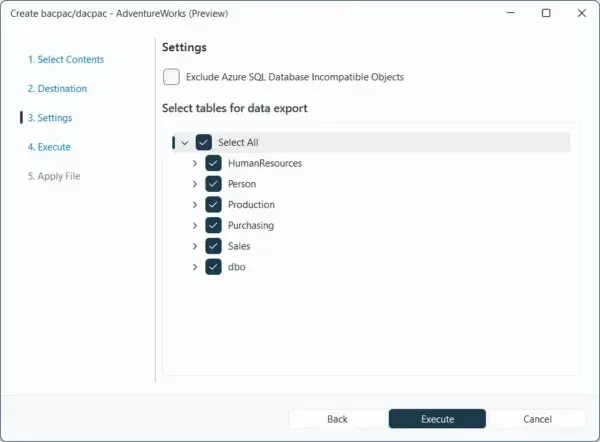 Create bacpac/dacpac - AdventureWorks (Preview)
1. Select Contents
2. Destination
3. Settings
4. Execute
5. Apply File
Settings
Exclude Azure SQL Database Incompatible Objects
Select tables for data export
Select All
HumanResources
Person
Production
Purchasing
Sales
dbo
Back
Execute
Cancel